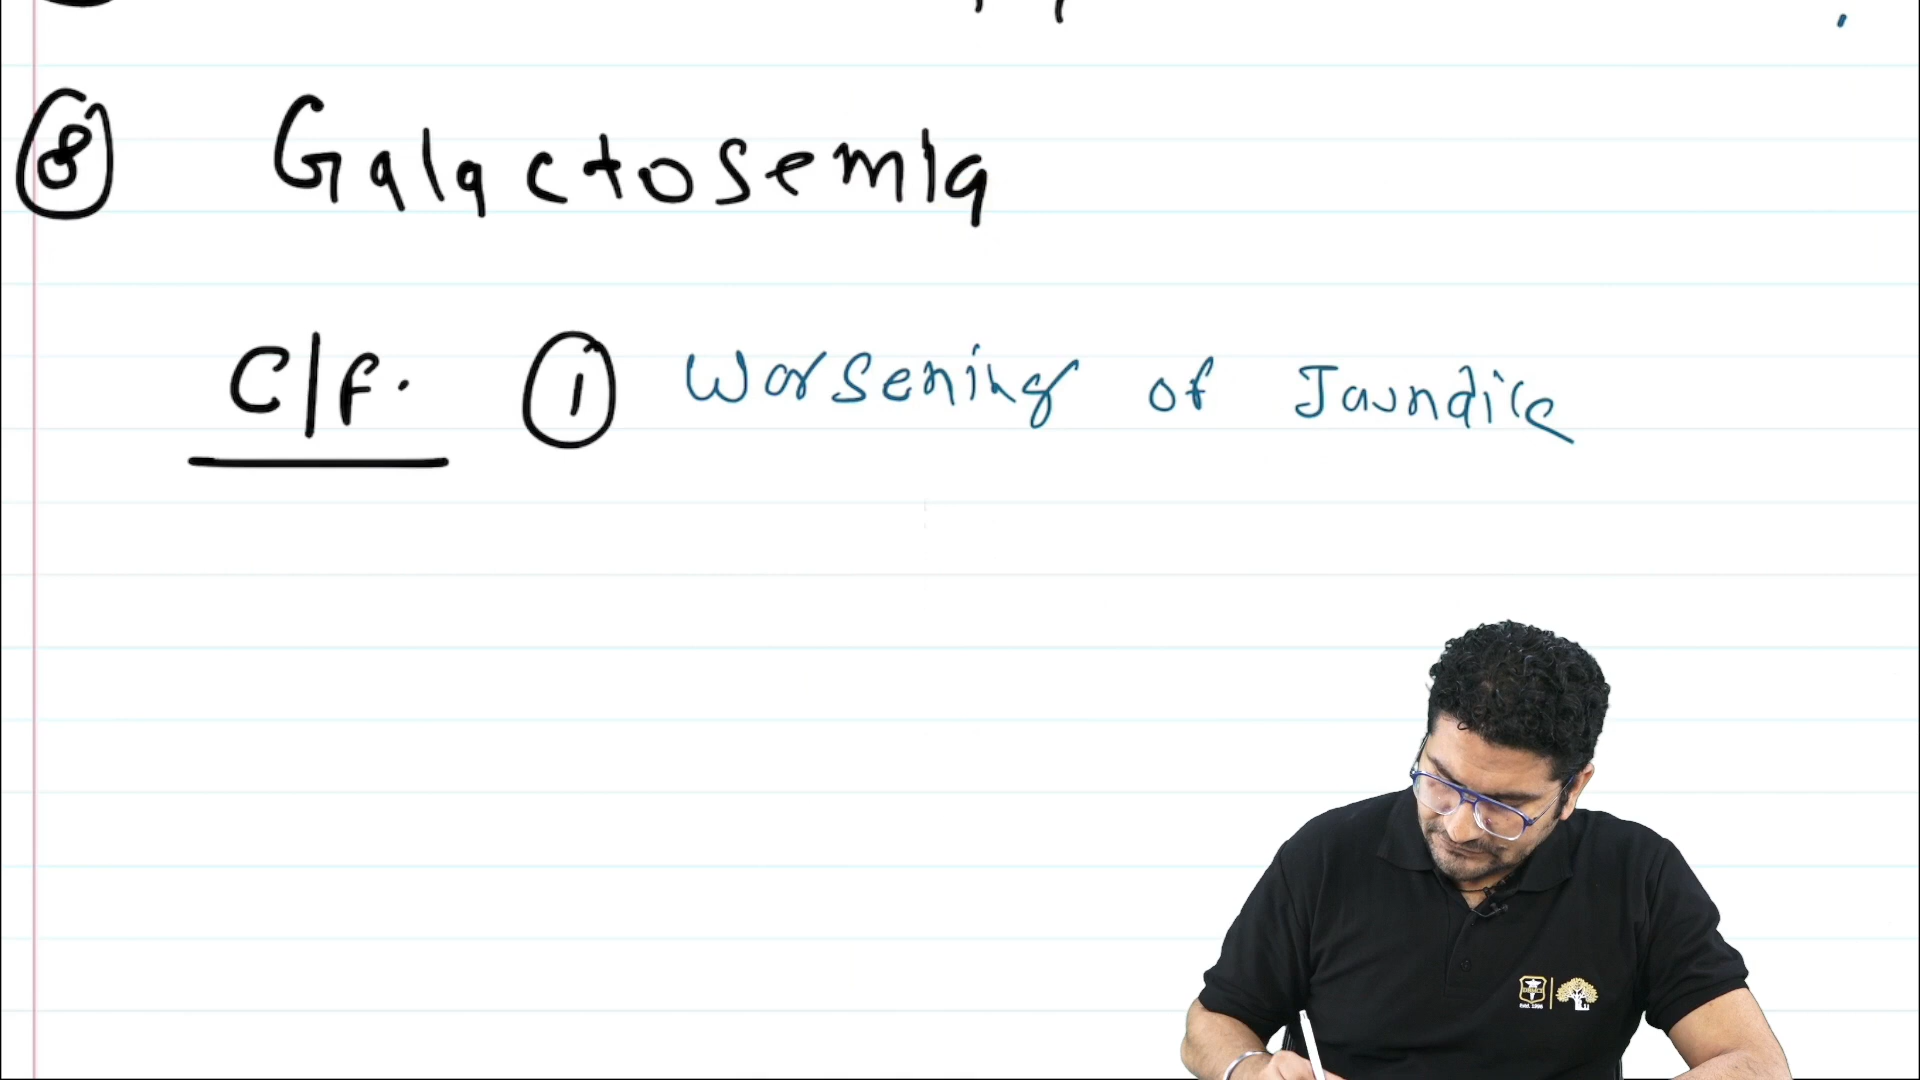 ⑧ Galactosemia
C/f. ① Worsening of Jaundice